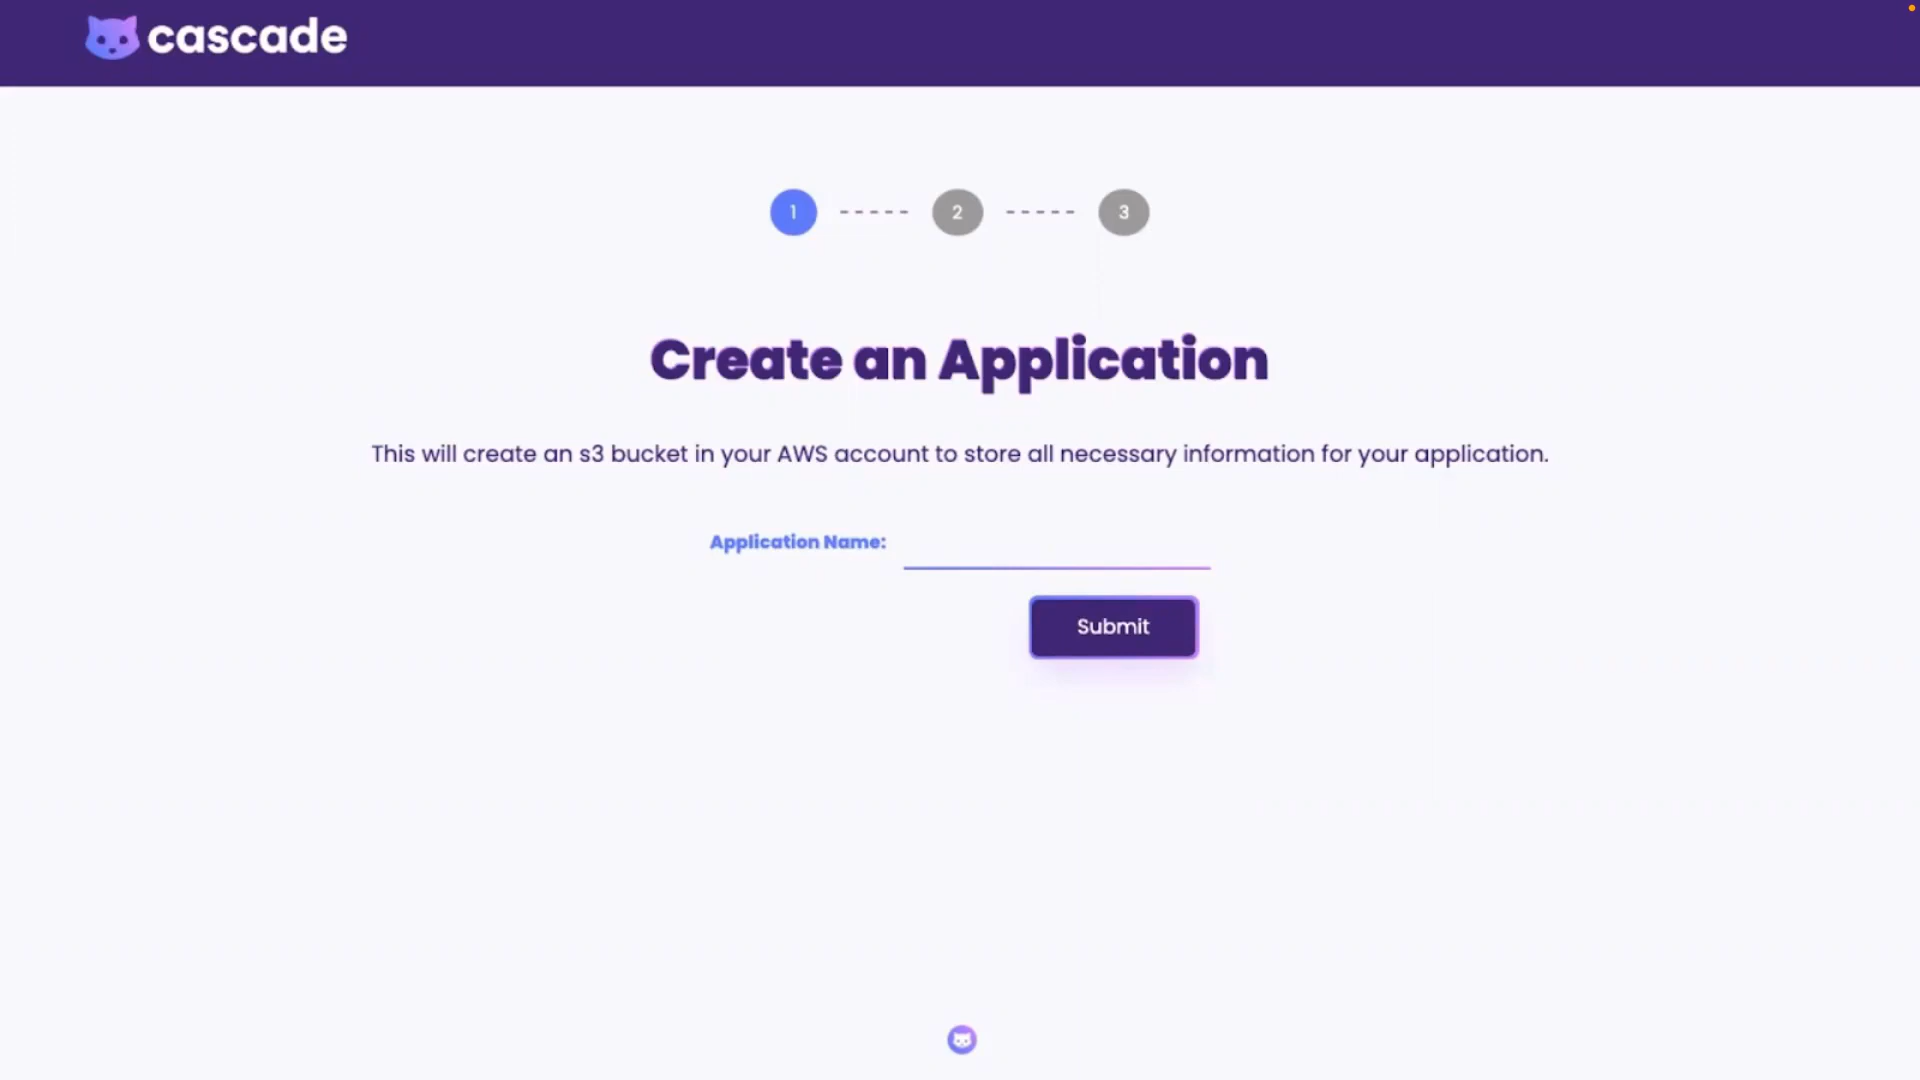 cascade
1 2 3
Create an Application
This will create an s3 bucket in your AWS account to store all necessary information for your application.
Application Name:
Submit